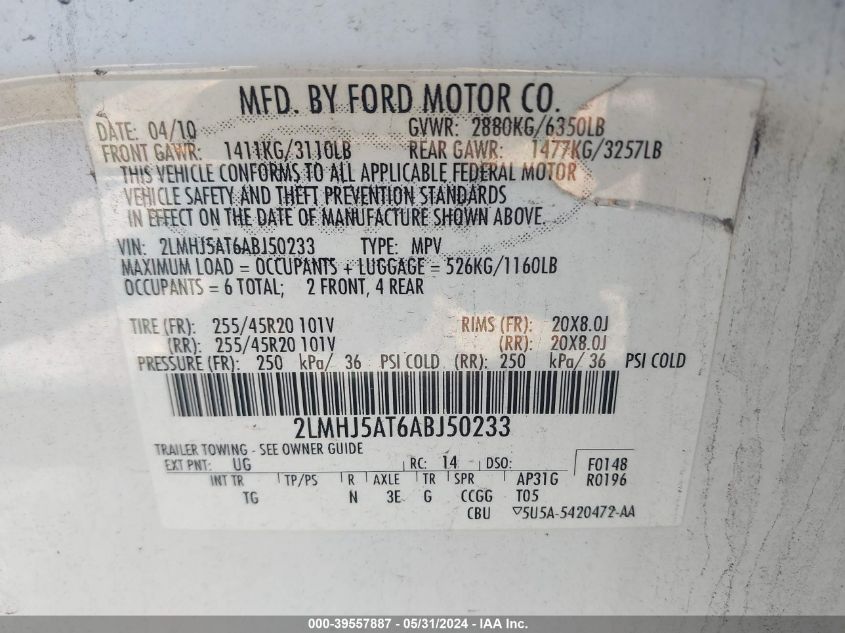 MFD. BY FORD MOTOR CO.
DATE: 04/10 GVWR: 2880KG/6350LB
FRONT GAWR: 1411KG/3110LB REAR GAWR: 1477KG/3257LB
THIS VEHICLE CONFORMS TO ALL APPLICABLE FEDERAL MOTOR
VEHICLE SAFETY AND THEFT PREVENTION STANDARDS
IN EFFECT ON THE DATE OF MANUFACTURE SHOWN ABOVE.
VIN: 2LMHJ5AT6ABJ50233 TYPE: MPV
MAXIMUM LOAD = OCCUPANTS + LUGGAGE = 526KG/1160LB
OCCUPANTS = 6 TOTAL; 2 FRONT, 4 REAR
TIRE (FR): 255/45R20 101V RIMS (FR): 20X8.0J
(RR): 255/45R20 101V (RR): 20X8.0J
PRESSURE (FR): 250 kPa/ 36 PSI COLD (RR): 250 kPa/ 36 PSI COLD
2LMHJ5AT6ABJ50233
TRAILER TOWING - SEE OWNER GUIDE
EXT PNT: UG RC: 14 DSO: F0148
INT TR TP/PS R AXLE TR SPR AP31G R0196
TG N 3E G CCGG T05
CBU ▽5U5A-5420472-AA
000-39557887 - 05/31/2024 - IAA Inc.